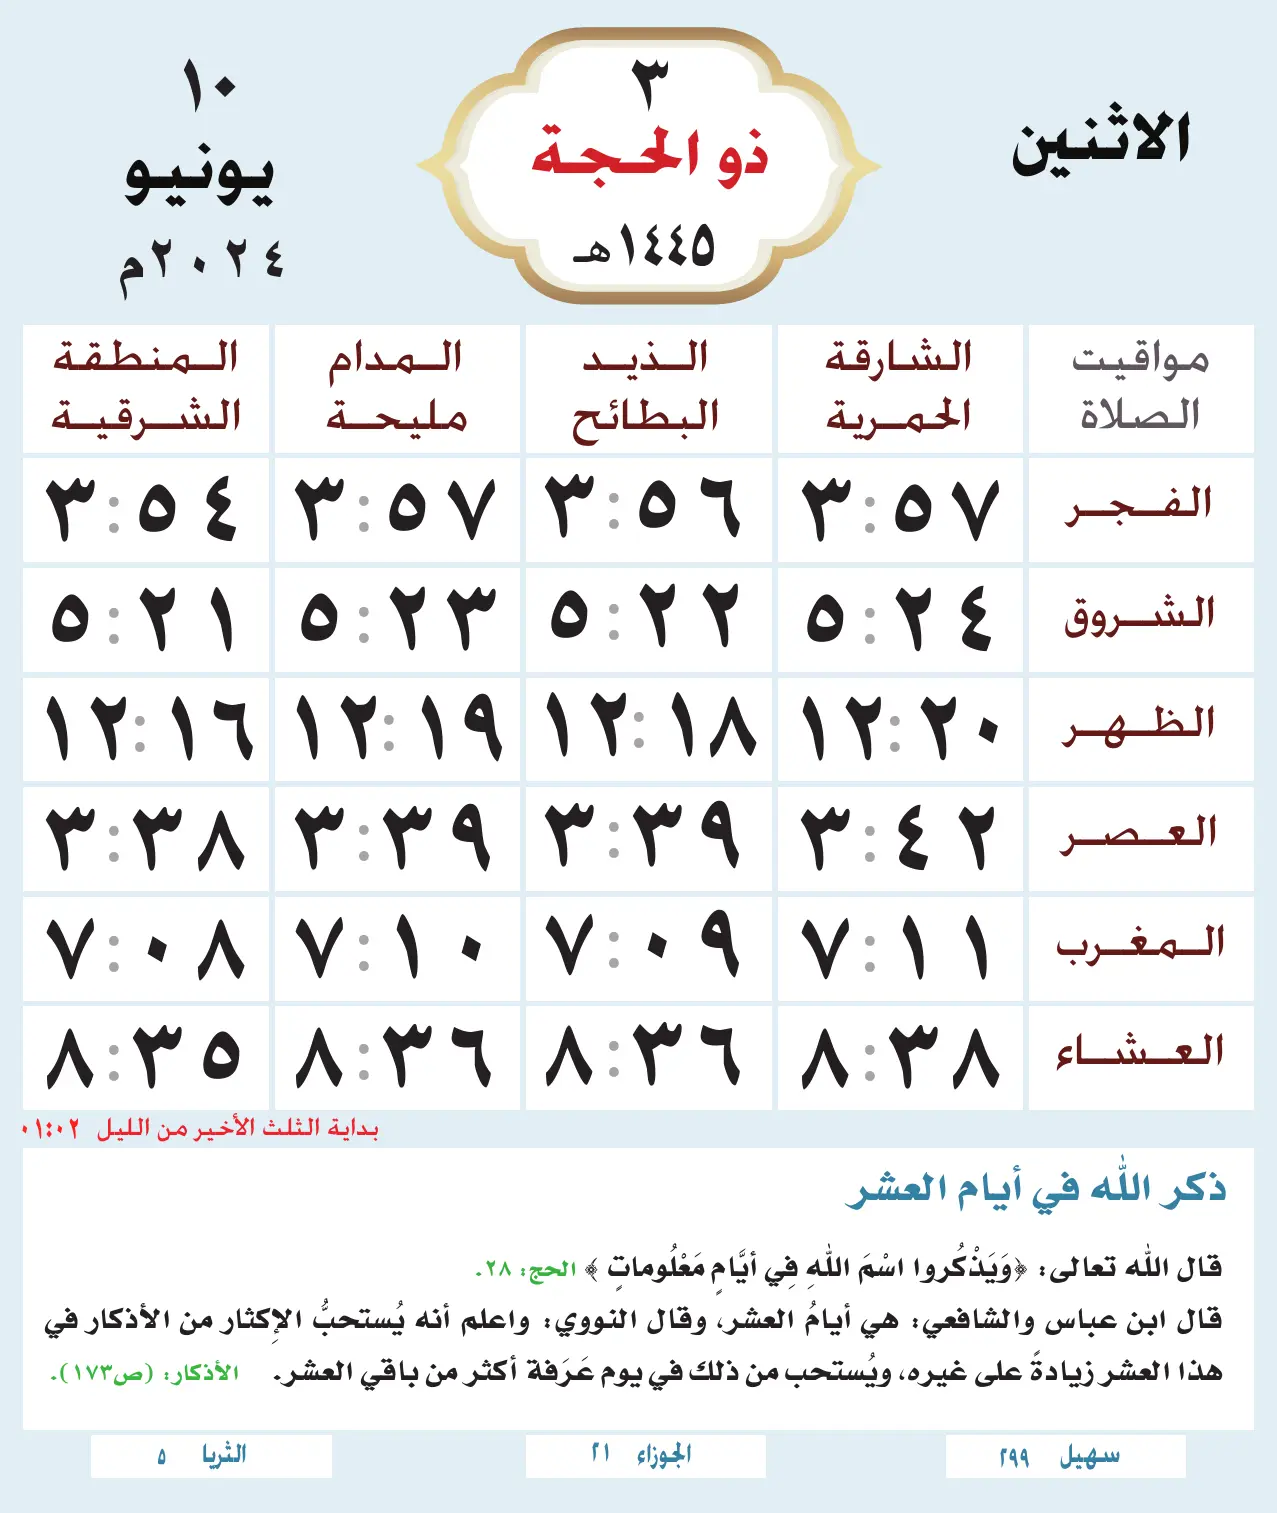 الاثنين
٣
ذو الحجة
١٤٤٥هـ
١٠
يونيو
٢٠٢٤م
مواقيت الصلاة
الشارقة الحمرية
الذيد البطائح
المدام مليحة
المنطقة الشرقية
الفجر ٣:٥٧ ٣:٥٦ ٣:٥٧ ٣:٥٤
الشروق ٥:٢٤ ٥:٢٢ ٥:٢٣ ٥:٢١
الظهر ١٢:٢٠ ١٢:١٨ ١٢:١٩ ١٢:١٦
العصر ٣:٤٢ ٣:٣٩ ٣:٣٩ ٣:٣٨
المغرب ٧:١١ ٧:٠٩ ٧:١٠ ٧:٠٨
العشاء ٨:٣٨ ٨:٣٦ ٨:٣٦ ٨:٣٥
بداية الثلث الأخير من الليل ٠١:٠٢
ذكر الله في أيام العشر
قال الله تعالى: ﴿وَيَذْكُروا اسْمَ اللهِ فِي أيَّامٍ مَعْلُوماتٍ ﴾ الحج: ٢٨.
قال ابن عباس والشافعي: هي أيامُ العشر، وقال النووي: واعلم أنه يُستحبُّ الإكثار من الأذكار في
هذا العشر زيادةً على غيره، ويُستحب من ذلك في يوم عَرَفة أكثر من باقي العشر. الأذكار: (ص١٧٣).
سهيل ٢٩٩
الجوزاء ٢١
الثريا ٥